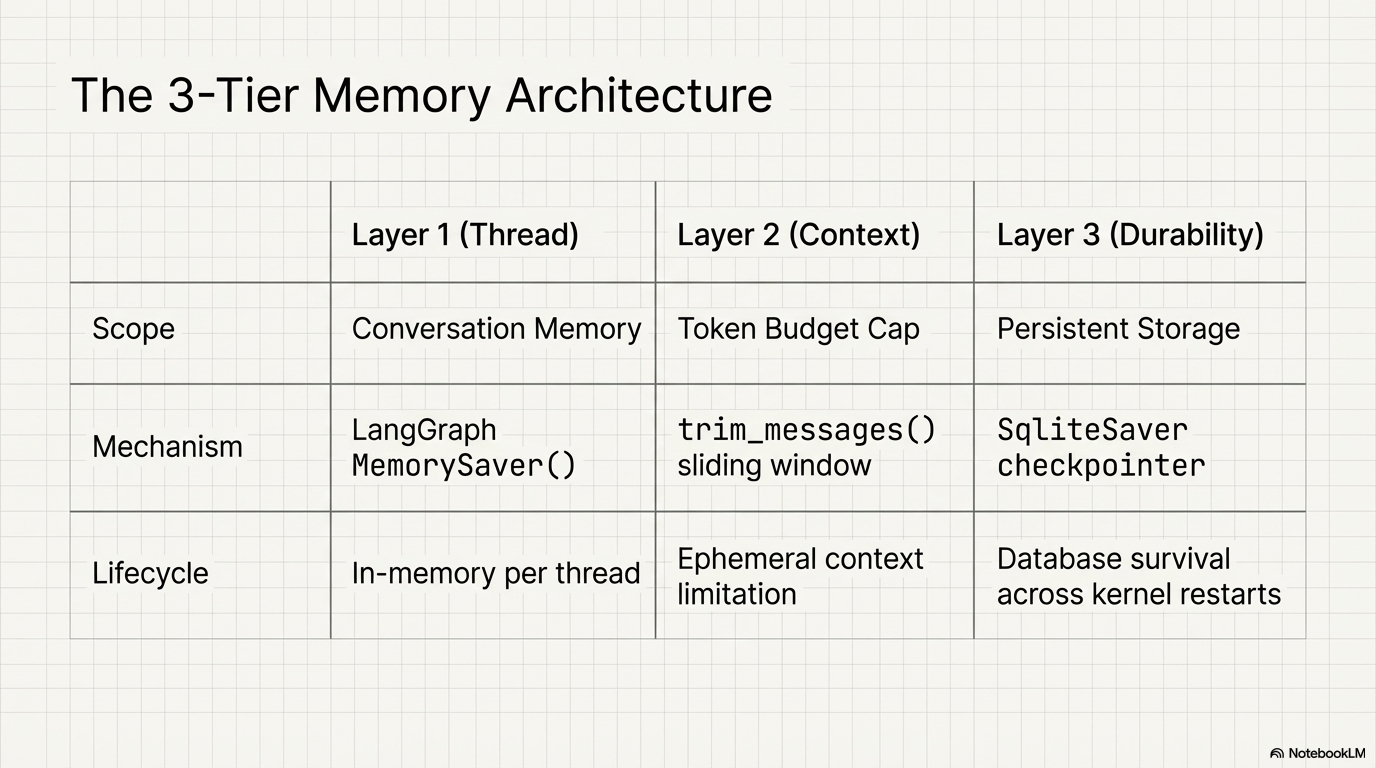 The 3-Tier Memory Architecture
Layer 1 (Thread)
Layer 2 (Context)
Layer 3 (Durability)
Scope
Conversation Memory
Token Budget Cap
Persistent Storage
Mechanism
LangGraph
MemorySaver()
trim_messages()
sliding window
SqliteSaver
checkpointer
Lifecycle
In-memory per thread
Ephemeral context
limitation
Database survival
across kernel restarts
NotebookLM